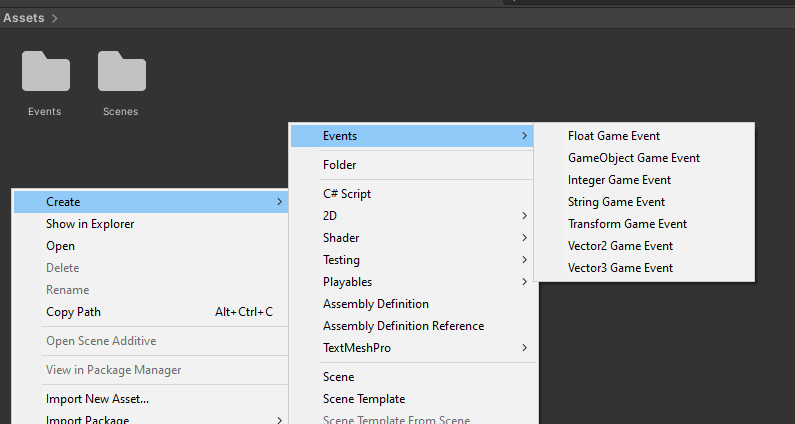 Assets >
Events Scenes
Create >
Show in Explorer
Open
Delete
Rename
Copy Path Alt+Ctrl+C
Open Scene Additive
View in Package Manager
Import New Asset...
Import Package >
Events >
Folder
C# Script
2D >
Shader >
Testing >
Playables >
Assembly Definition
Assembly Definition Reference
TextMeshPro >
Scene
Scene Template
Scene Template From Scene
Float Game Event
GameObject Game Event
Integer Game Event
String Game Event
Transform Game Event
Vector2 Game Event
Vector3 Game Event